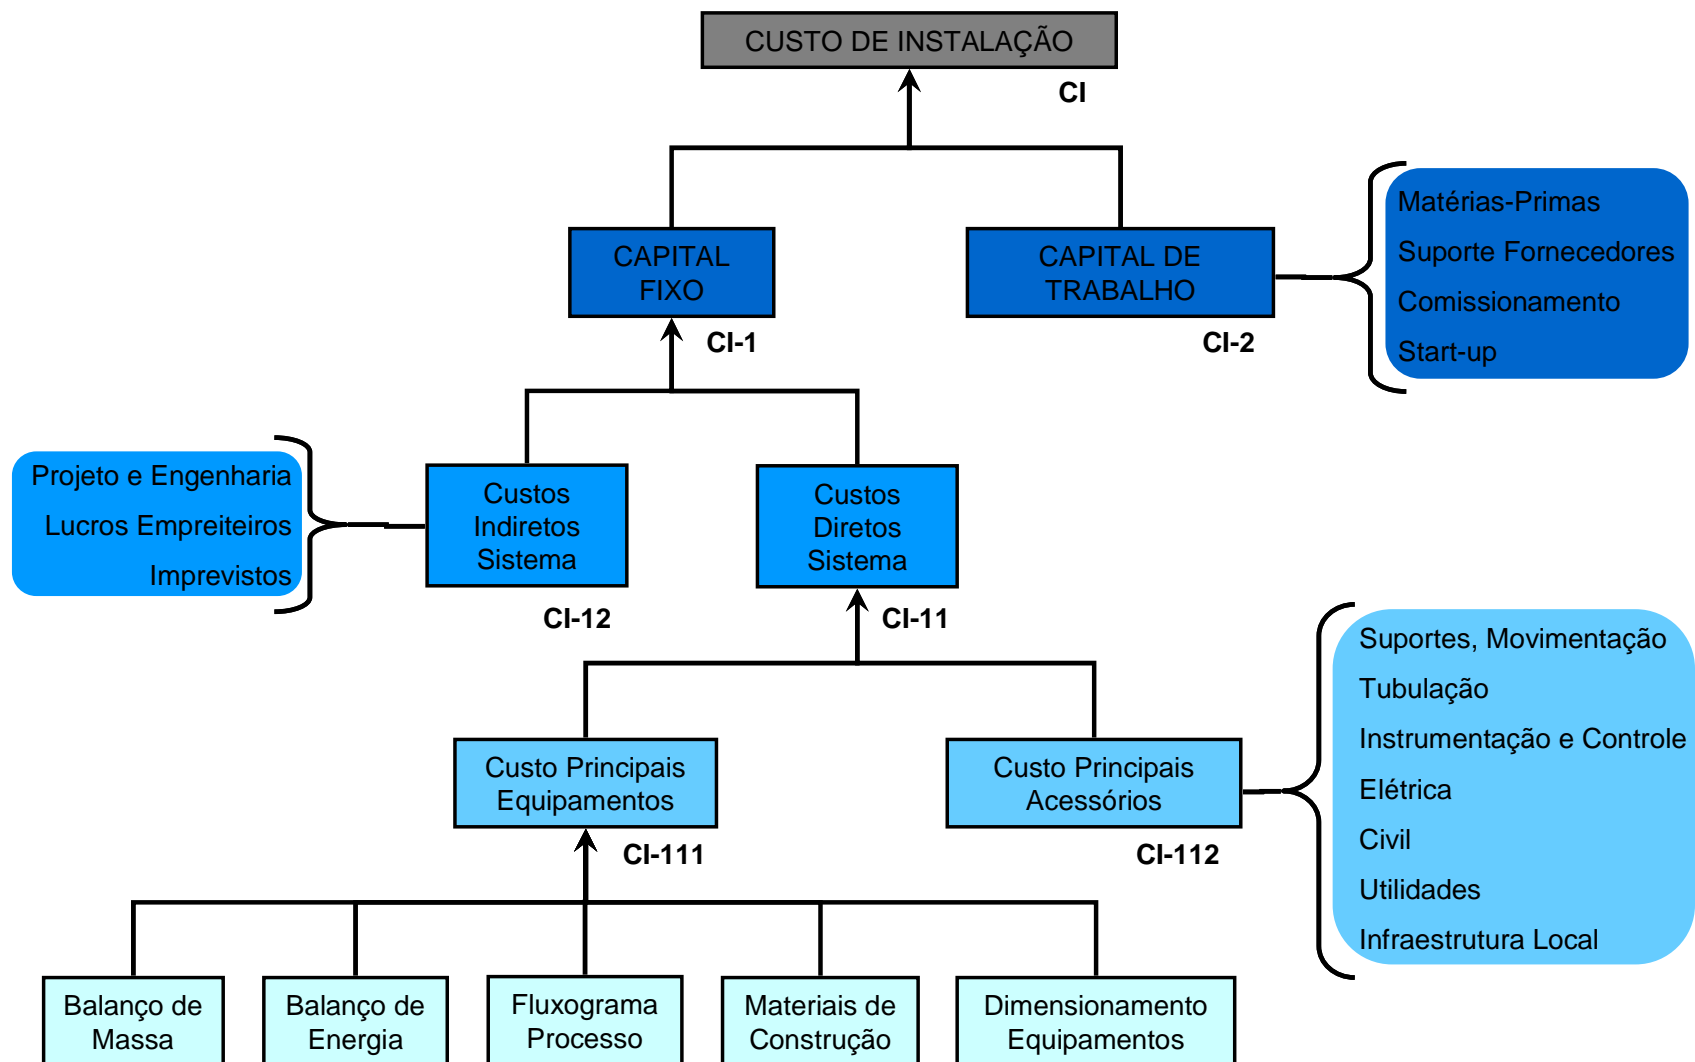 CUSTO DE INSTALAÇÃO
CI
CAPITAL
FIXO
CI-1
CAPITAL DE
TRABALHO
CI-2
Matérias-Primas
Suporte Fornecedores
Comissionamento
Start-up
Projeto e Engenharia
Lucros Empreiteiros
Imprevistos
Custos
Indiretos
Sistema
CI-12
Custos
Diretos
Sistema
CI-11
Custo Principais
Equipamentos
CI-111
Custo Principais
Acessórios
CI-112
Suportes, Movimentação
Tubulação
Instrumentação e Controle
Elétrica
Civil
Utilidades
Infraestrutura Local
Balanço de
Massa
Balanço de
Energia
Fluxograma
Processo
Materiais de
Construção
Dimensionamento
Equipamentos